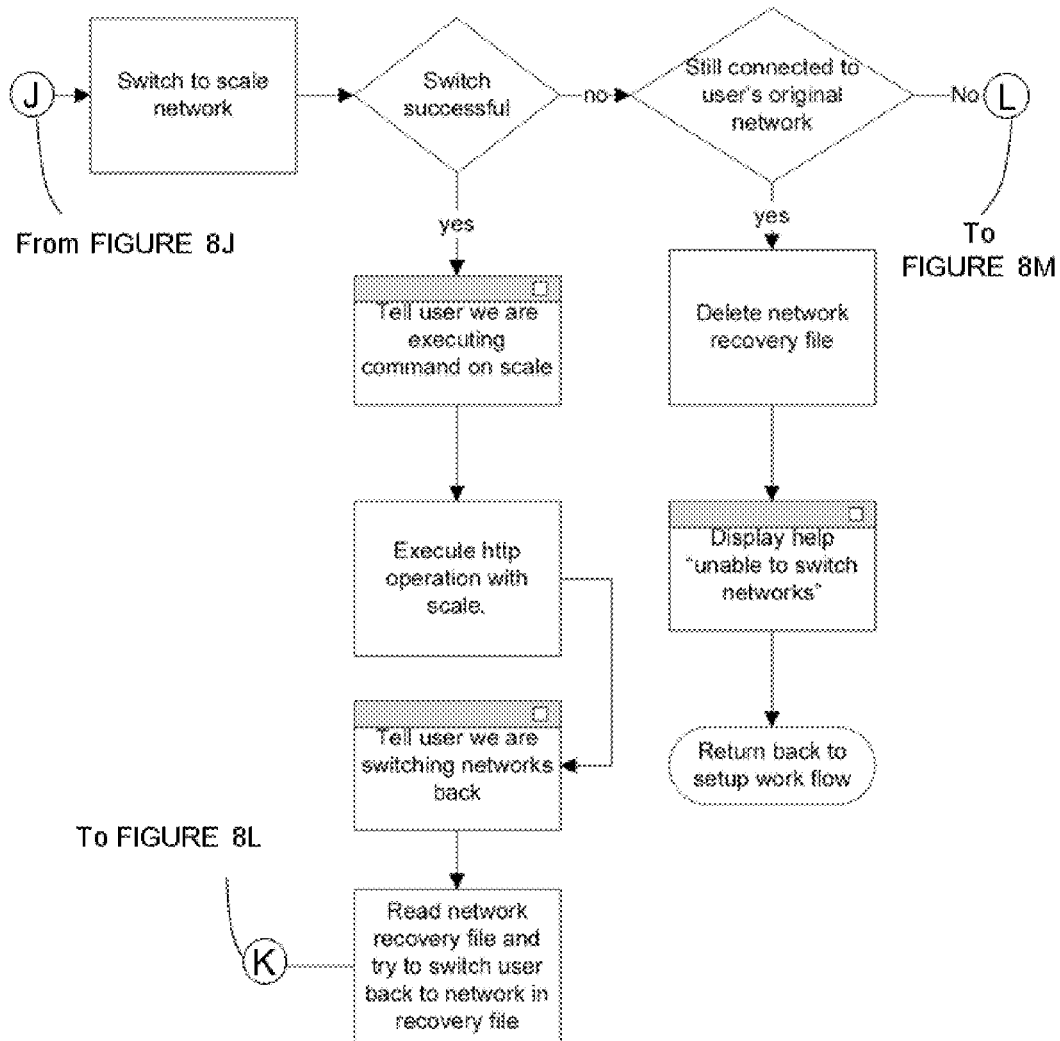 J
Switch to scale
network
Switch
successful
no
Still connected to
user's original
network
No
L
From FIGURE 8J
yes
yes
To
FIGURE 8M
Tell user we are
executing
command on scale
Delete network
recovery file
Execute http
operation with
scale.
Display help
"unable to switch
networks"
Tell user we are
switching networks
back
Return back to
setup work flow
To FIGURE 8L
K
Read network
recovery file and
try to switch user
back to network in
recovery file